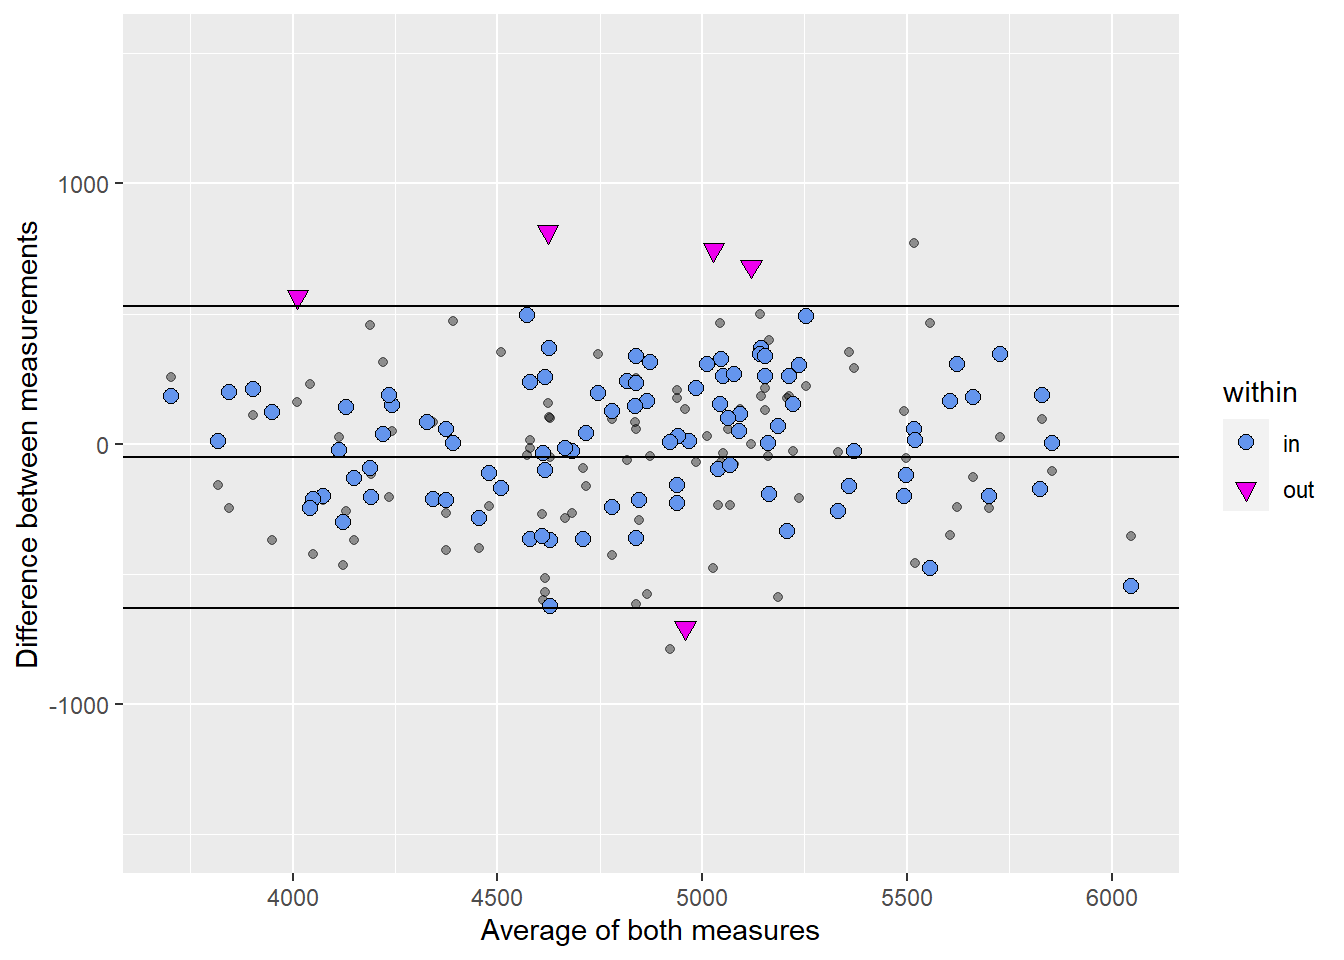 Difference between measurements
1000
0
-1000
4000
4500
5000
5500
6000
Average of both measures
within
in
out